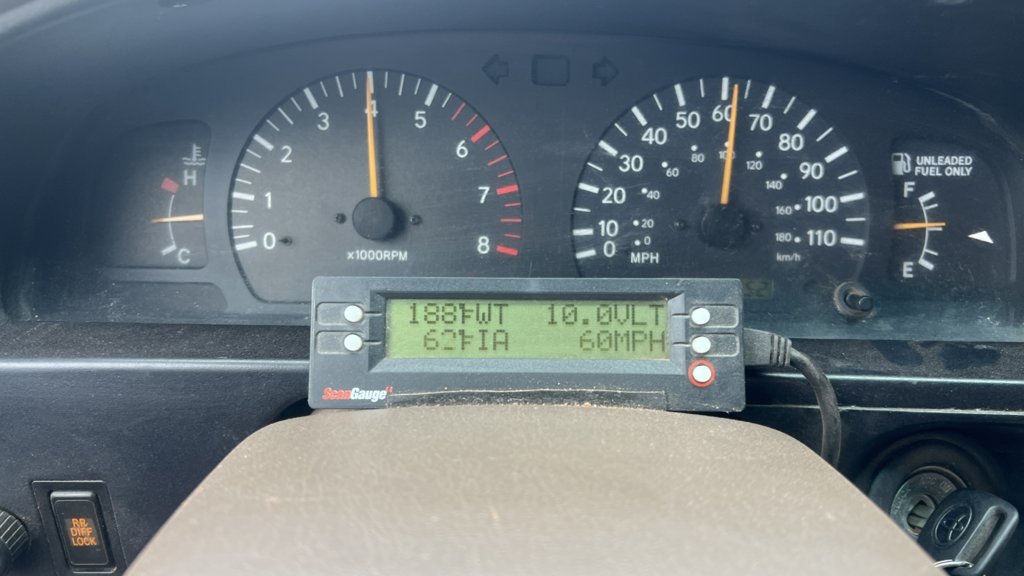 H
C
0
1
2
3
4
5
6
7
8
x1000RPM
0
10
20
30
40
50
60
70
80
90
100
110
MPH
0
20
40
60
80
100
120
140
160
180
km/h
UNLEADED
FUEL ONLY
F
E
188°FWT 10.0VLT
62°FIA 60MPH
ScanGauge II
RR
DIFF
LOCK